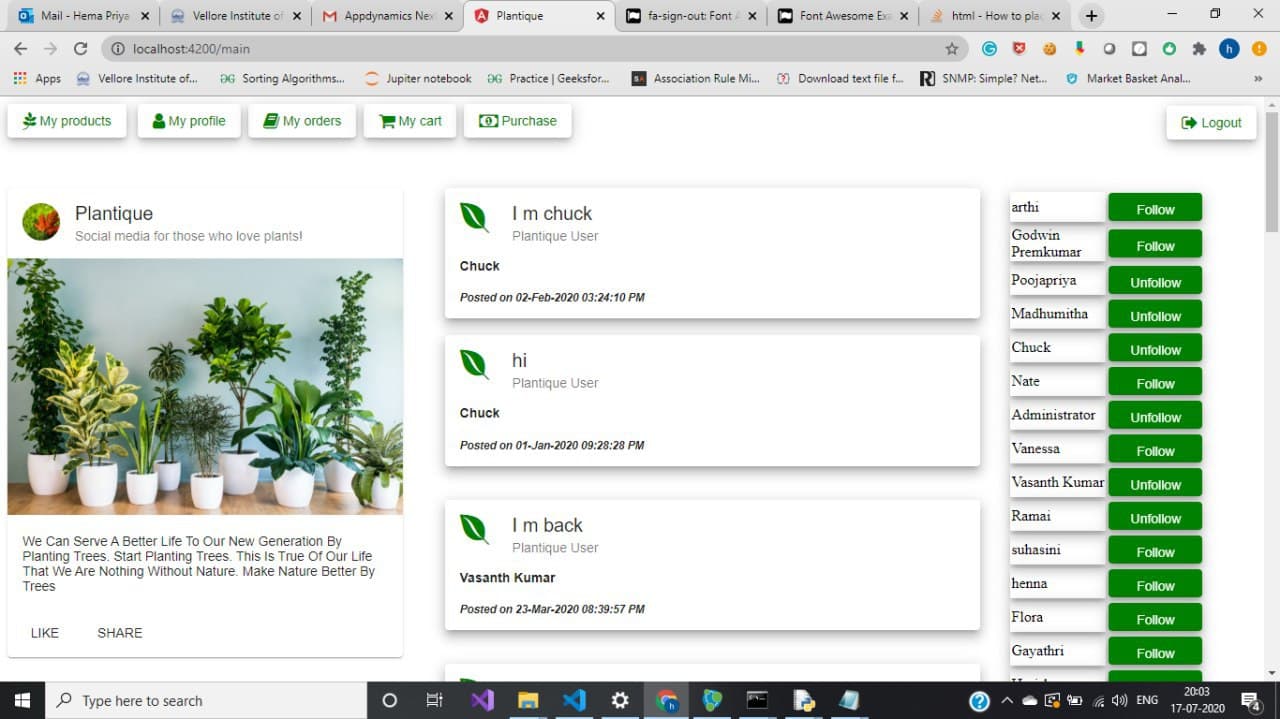 Mail - Hema Priya
Vellore Institute of
Appdynamics Nex
Plantique
fa-sign-out: Font A
Font Awesome Exa
html - How to plac
localhost:4200/main
h
Apps
Vellore Institute of...
Sorting Algorithms...
Jupiter notebook
Practice | Geeksfor...
SA
Association Rule Mi...
Download text file f...
SNMP: Simple? Net...
Market Basket Anal...
»
My products
My profile
My orders
My cart
Purchase
Logout
Plantique
Social media for those who love plants!
We Can Serve A Better Life To Our New Generation By
Planting Trees. Start Planting Trees. This Is True Of Our Life
That We Are Nothing Without Nature. Make Nature Better By
Trees
LIKE SHARE
I m chuck
Plantique User
Chuck
Posted on 02-Feb-2020 03:24:10 PM
hi
Plantique User
Chuck
Posted on 01-Jan-2020 09:28:28 PM
I m back
Plantique User
Vasanth Kumar
Posted on 23-Mar-2020 08:39:57 PM
arthi Follow
Godwin
Premkumar Follow
Poojapriya Unfollow
Madhumitha Unfollow
Chuck Unfollow
Nate Follow
Administrator Unfollow
Vanessa Follow
Vasanth Kumar Unfollow
Ramai Unfollow
suhasini Follow
henna Follow
Flora Follow
Gayathri Follow
Type here to search
ENG
20:03
17-07-2020
4